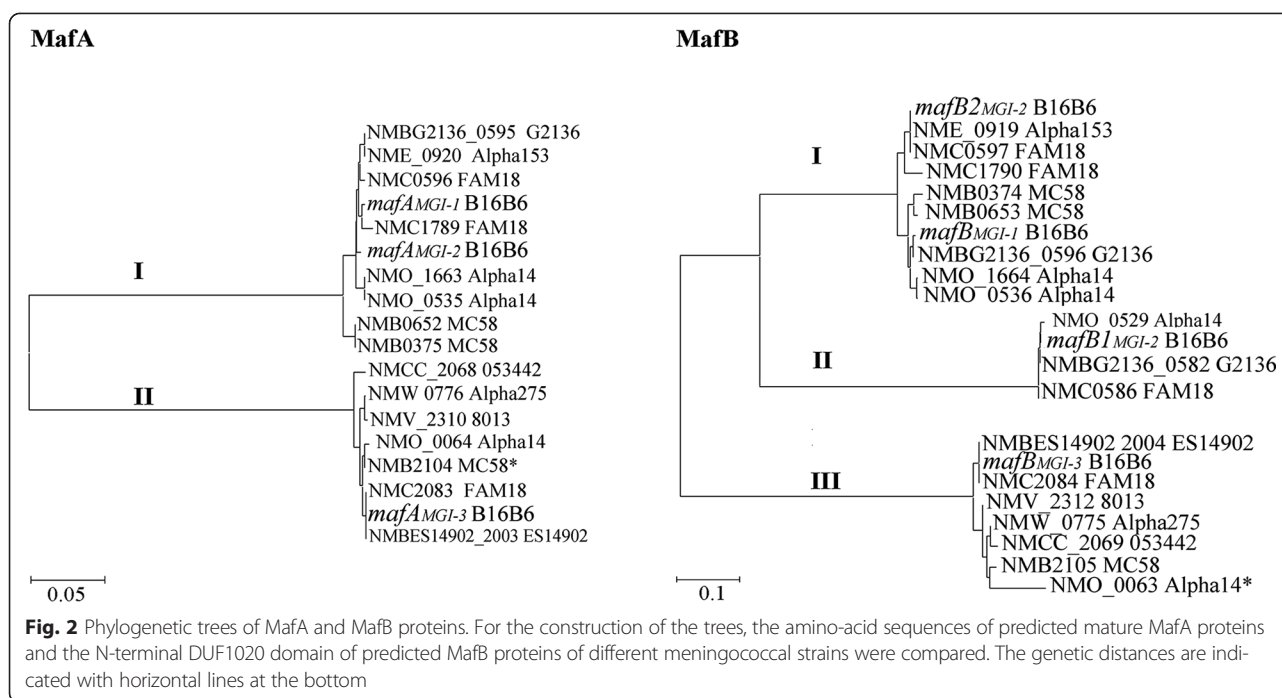 MafA
NMBG2136_0595 G2136
NME_0920 Alpha153
NMC0596 FAM18
mafAMGI-1 B16B6
NMC1789 FAM18
mafAMGI-2 B16B6
I
NMO_1663 Alpha14
NMO_0535 Alpha14
NMB0652 MC58
NMB0375 MC58
NMCC_2068 053442
II
NMW_0776 Alpha275
NMV_2310 8013
NMO_0064 Alpha14
NMB2104 MC58*
NMC2083 FAM18
mafAMGI-3 B16B6
NMBES14902_2003 ES14902
0.05
MafB
mafB2MGI-2 B16B6
NME_0919 Alpha153
I
NMC0597 FAM18
NMC1790 FAM18
NMB0374 MC58
NMB0653 MC58
mafBMGI-1 B16B6
NMBG2136_0596 G2136
NMO_1664 Alpha14
NMO_0536 Alpha14
NMO_0529 Alpha14
mafB1MGI-2 B16B6
II
NMBG2136_0582 G2136
NMC0586 FAM18
NMBES14902_2004 ES14902
mafBMGI-3 B16B6
III
NMC2084 FAM18
NMV_2312 8013
NMW_0775 Alpha275
NMCC_2069 053442
NMB2105 MC58
NMO_0063 Alpha14*
0.1
Fig. 2 Phylogenetic trees of MafA and MafB proteins. For the construction of the trees, the amino-acid sequences of predicted mature MafA proteins
and the N-terminal DUF1020 domain of predicted MafB proteins of different meningococcal strains were compared. The genetic distances are indi-
cated with horizontal lines at the bottom